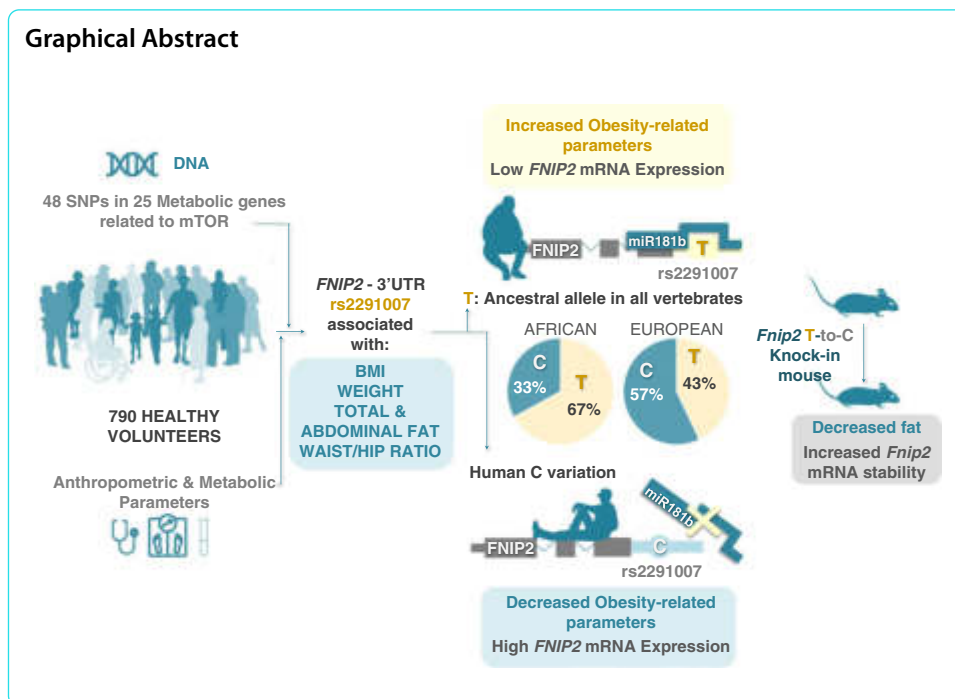 Graphical Abstract
DNA
48 SNPs in 25 Metabolic genes
related to mTOR
790 HEALTHY
VOLUNTEERS
Anthropometric & Metabolic
Parameters
FNIP2 - 3'UTR
rs2291007
associated
with:
BMI
WEIGHT
TOTAL &
ABDOMINAL FAT
WAIST/HIP RATIO
Increased Obesity-related
parameters
Low FNIP2 mRNA Expression
FNIP2
miR181b
T
rs2291007
T: Ancestral allele in all vertebrates
AFRICAN
C
33%
T
67%
EUROPEAN
C
57%
T
43%
Human C variation
miR181b
FNIP2
C
rs2291007
Decreased Obesity-related
parameters
High FNIP2 mRNA Expression
Fnip2 T-to-C
Knock-in
mouse
Decreased fat
Increased Fnip2
mRNA stability